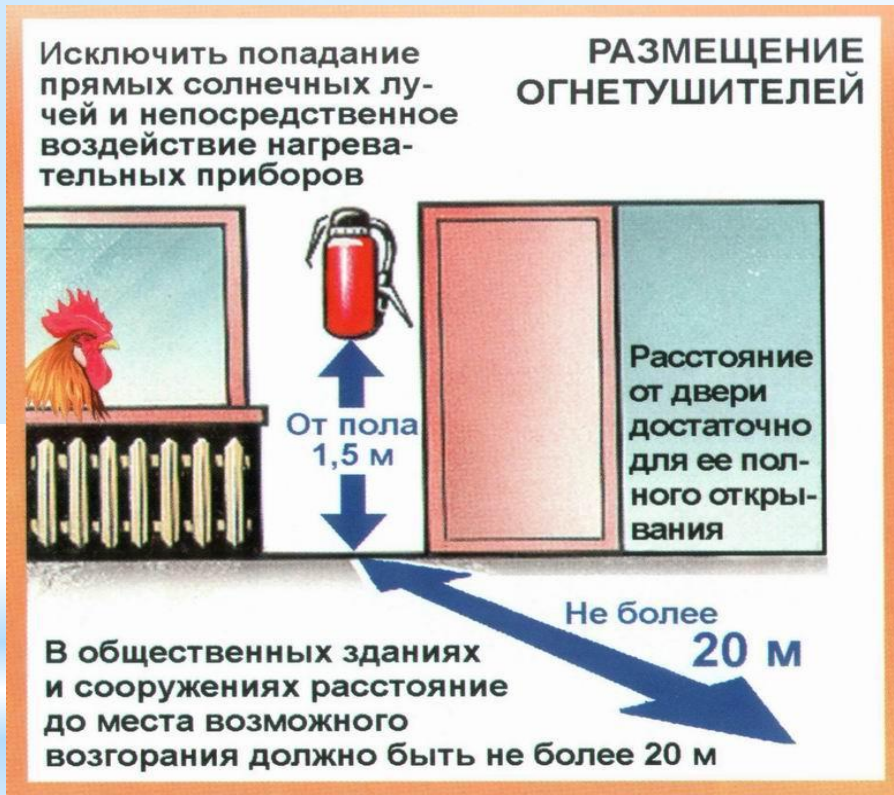 Исключить попадание
прямых солнечных лу-
чей и непосредственное
воздействие нагрева-
тельных приборов
РАЗМЕЩЕНИЕ
ОГНЕТУШИТЕЛЕЙ
От пола
1,5 м
Расстояние
от двери
достаточно
для ее пол-
ного откры-
вания
Не более
20 м
В общественных зданиях
и сооружениях расстояние
до места возможного
возгорания должно быть не более 20 м